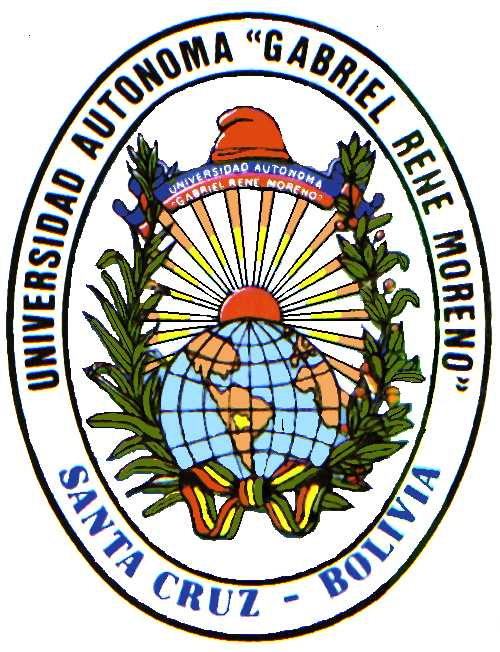 UNIVERSIDAD AUTONOMA "GABRIEL RENE MORENO"
UNIVERSIDAD AUTONOMA
"GABRIEL RENE MORENO"
SANTA CRUZ - BOLIVIA